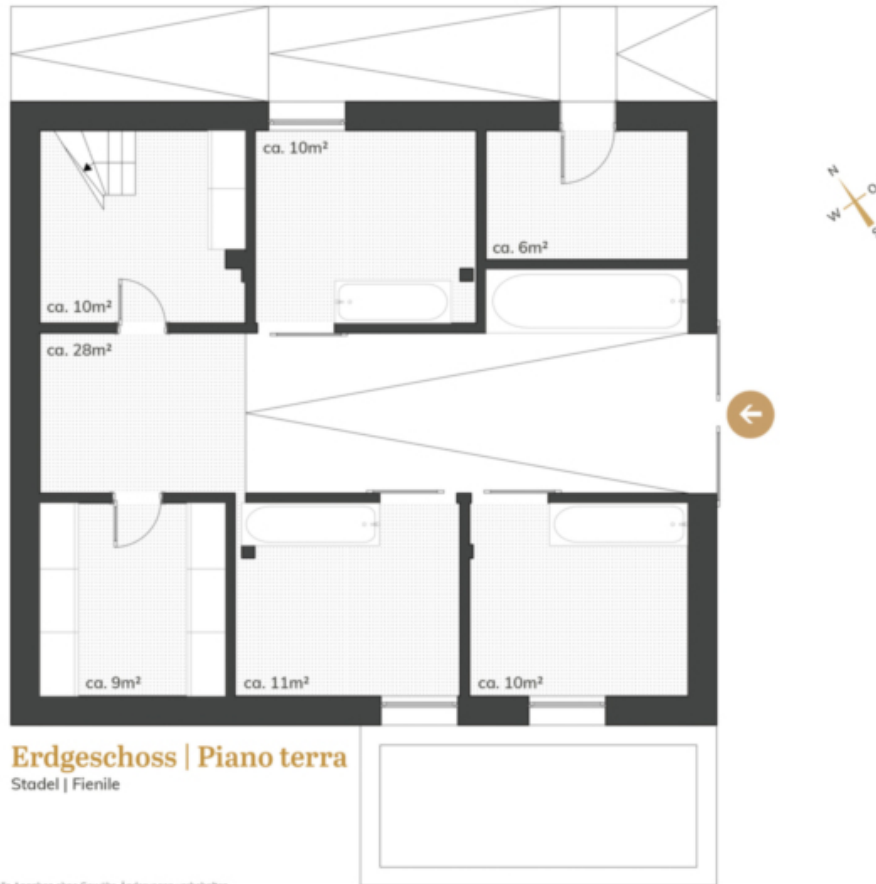 ca. 10m²
ca. 6m²
ca. 10m²
ca. 28m²
N
O
W
S
ca. 9m²
ca. 11m²
ca. 10m²
Erdgeschoss | Piano terra
Stadel | Fienile